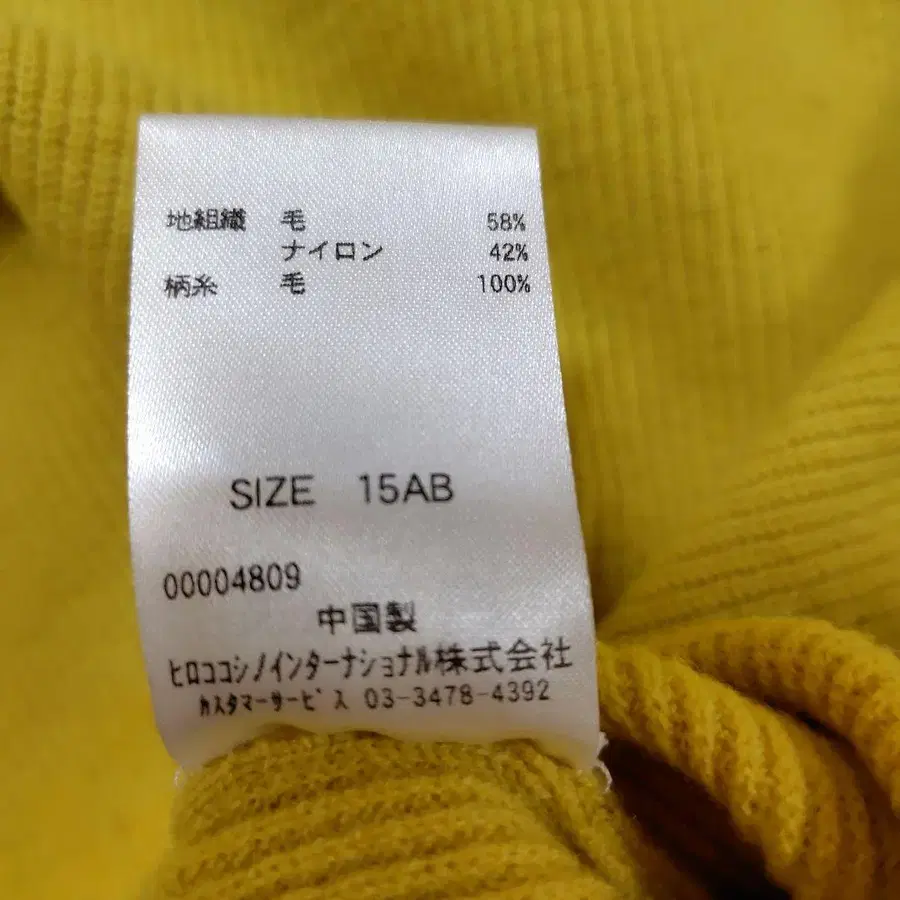 地組織 毛 58%
ナイロン 42%
柄糸 毛 100%
SIZE 15AB
00004809
中国製
ﾋﾛｺｺｼﾉｲﾝﾀｰﾅｼｮﾅﾙ株式会社
ｶｽﾀﾏｰｻｰﾋﾞｽ 03-3478-4392